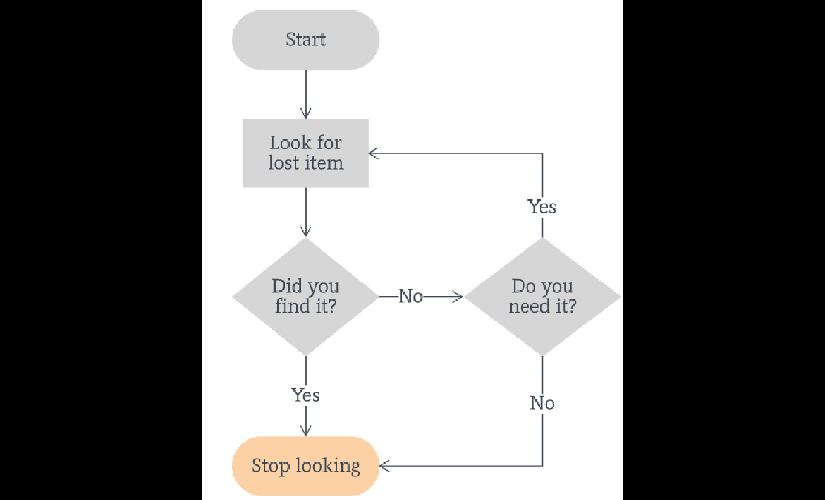 Start
Look for
lost item
Yes
Did you
find it?
No
Do you
need it?
Yes
No
Stop looking